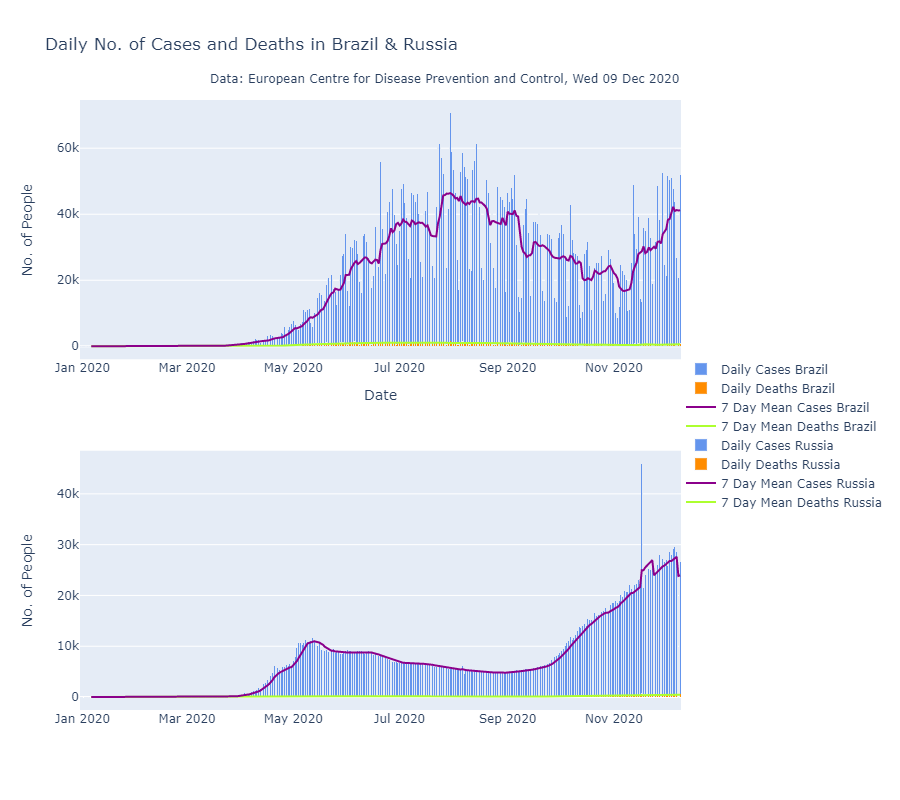 Daily No. of Cases and Deaths in Brazil & Russia
Data: European Centre for Disease Prevention and Control, Wed 09 Dec 2020
No. of People
60k
40k
20k
0
Jan 2020 Mar 2020 May 2020 Jul 2020 Sep 2020 Nov 2020
Date
Daily Cases Brazil
Daily Deaths Brazil
7 Day Mean Cases Brazil
7 Day Mean Deaths Brazil
Daily Cases Russia
Daily Deaths Russia
7 Day Mean Cases Russia
7 Day Mean Deaths Russia
No. of People
40k
30k
20k
10k
0
Jan 2020 Mar 2020 May 2020 Jul 2020 Sep 2020 Nov 2020